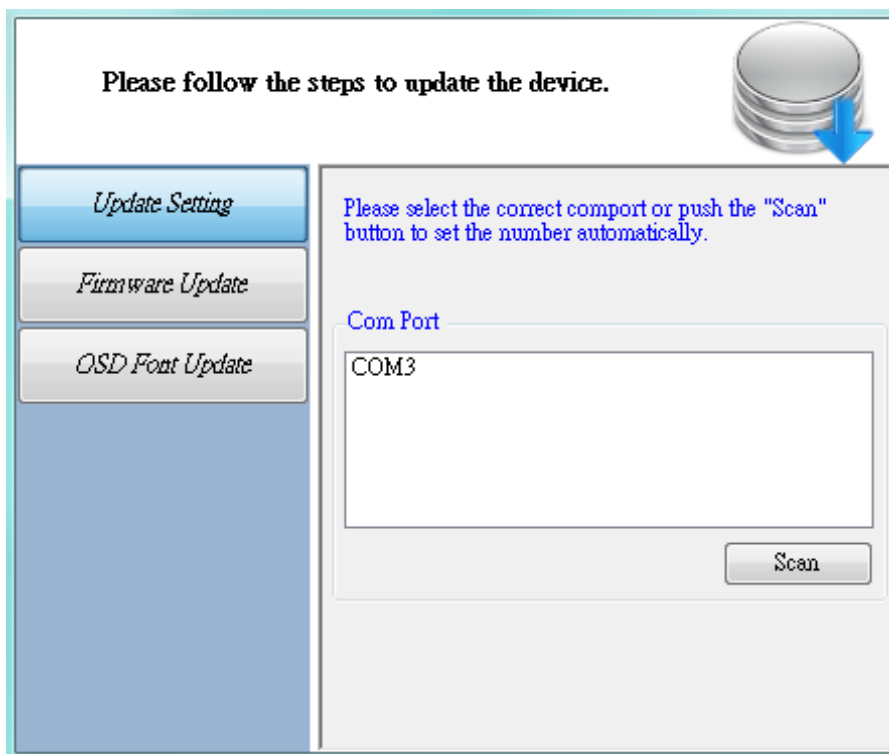 Please follow the steps to update the device.
Update Setting
Firmware Update
OSD Font Update
Please select the correct comport or push the "Scan"
button to set the number automatically.
Com Port
COM3
Scan